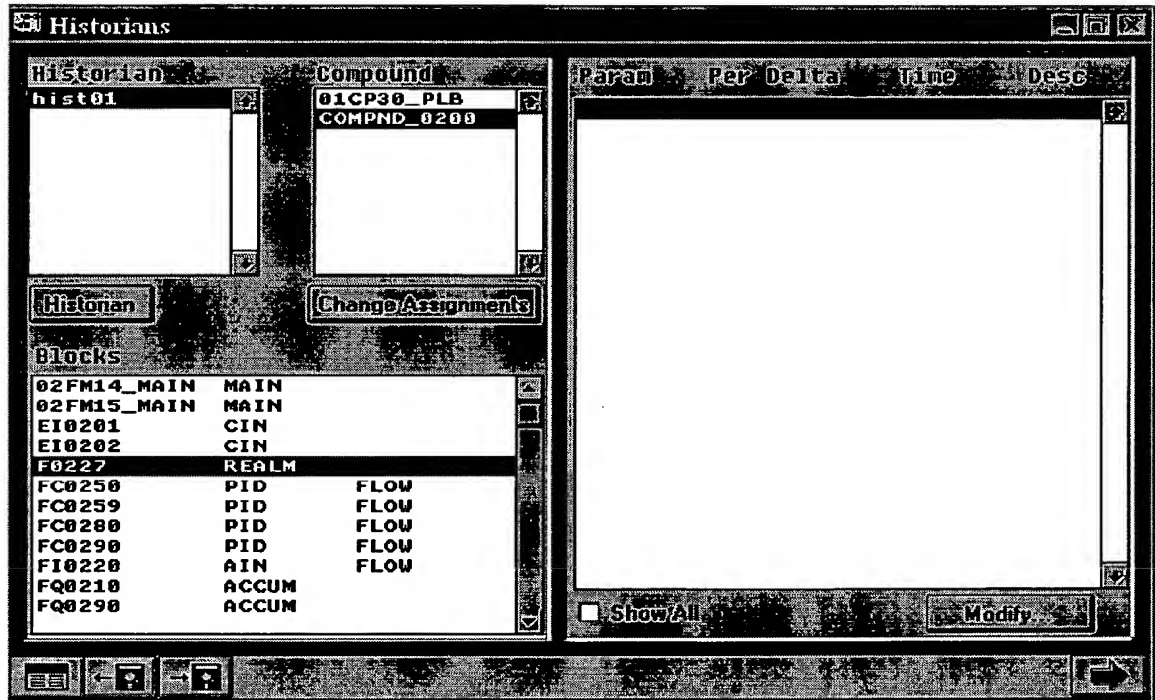 Historians
Historian
Compound
hist01
01CP30_PLB
COMPND_0200
Historian
Change Assignments
Blocks
02FM14_MAIN MAIN
02FM15_MAIN MAIN
EI0201 CIN
EI0202 CIN
F0227 REALM
FC0250 PID FLOW
FC0259 PID FLOW
FC0280 PID FLOW
FC0290 PID FLOW
FI0220 AIN FLOW
FQ0210 ACCUM
FQ0290 ACCUM
Param Per Delta Time Desc
Show All
Modify...